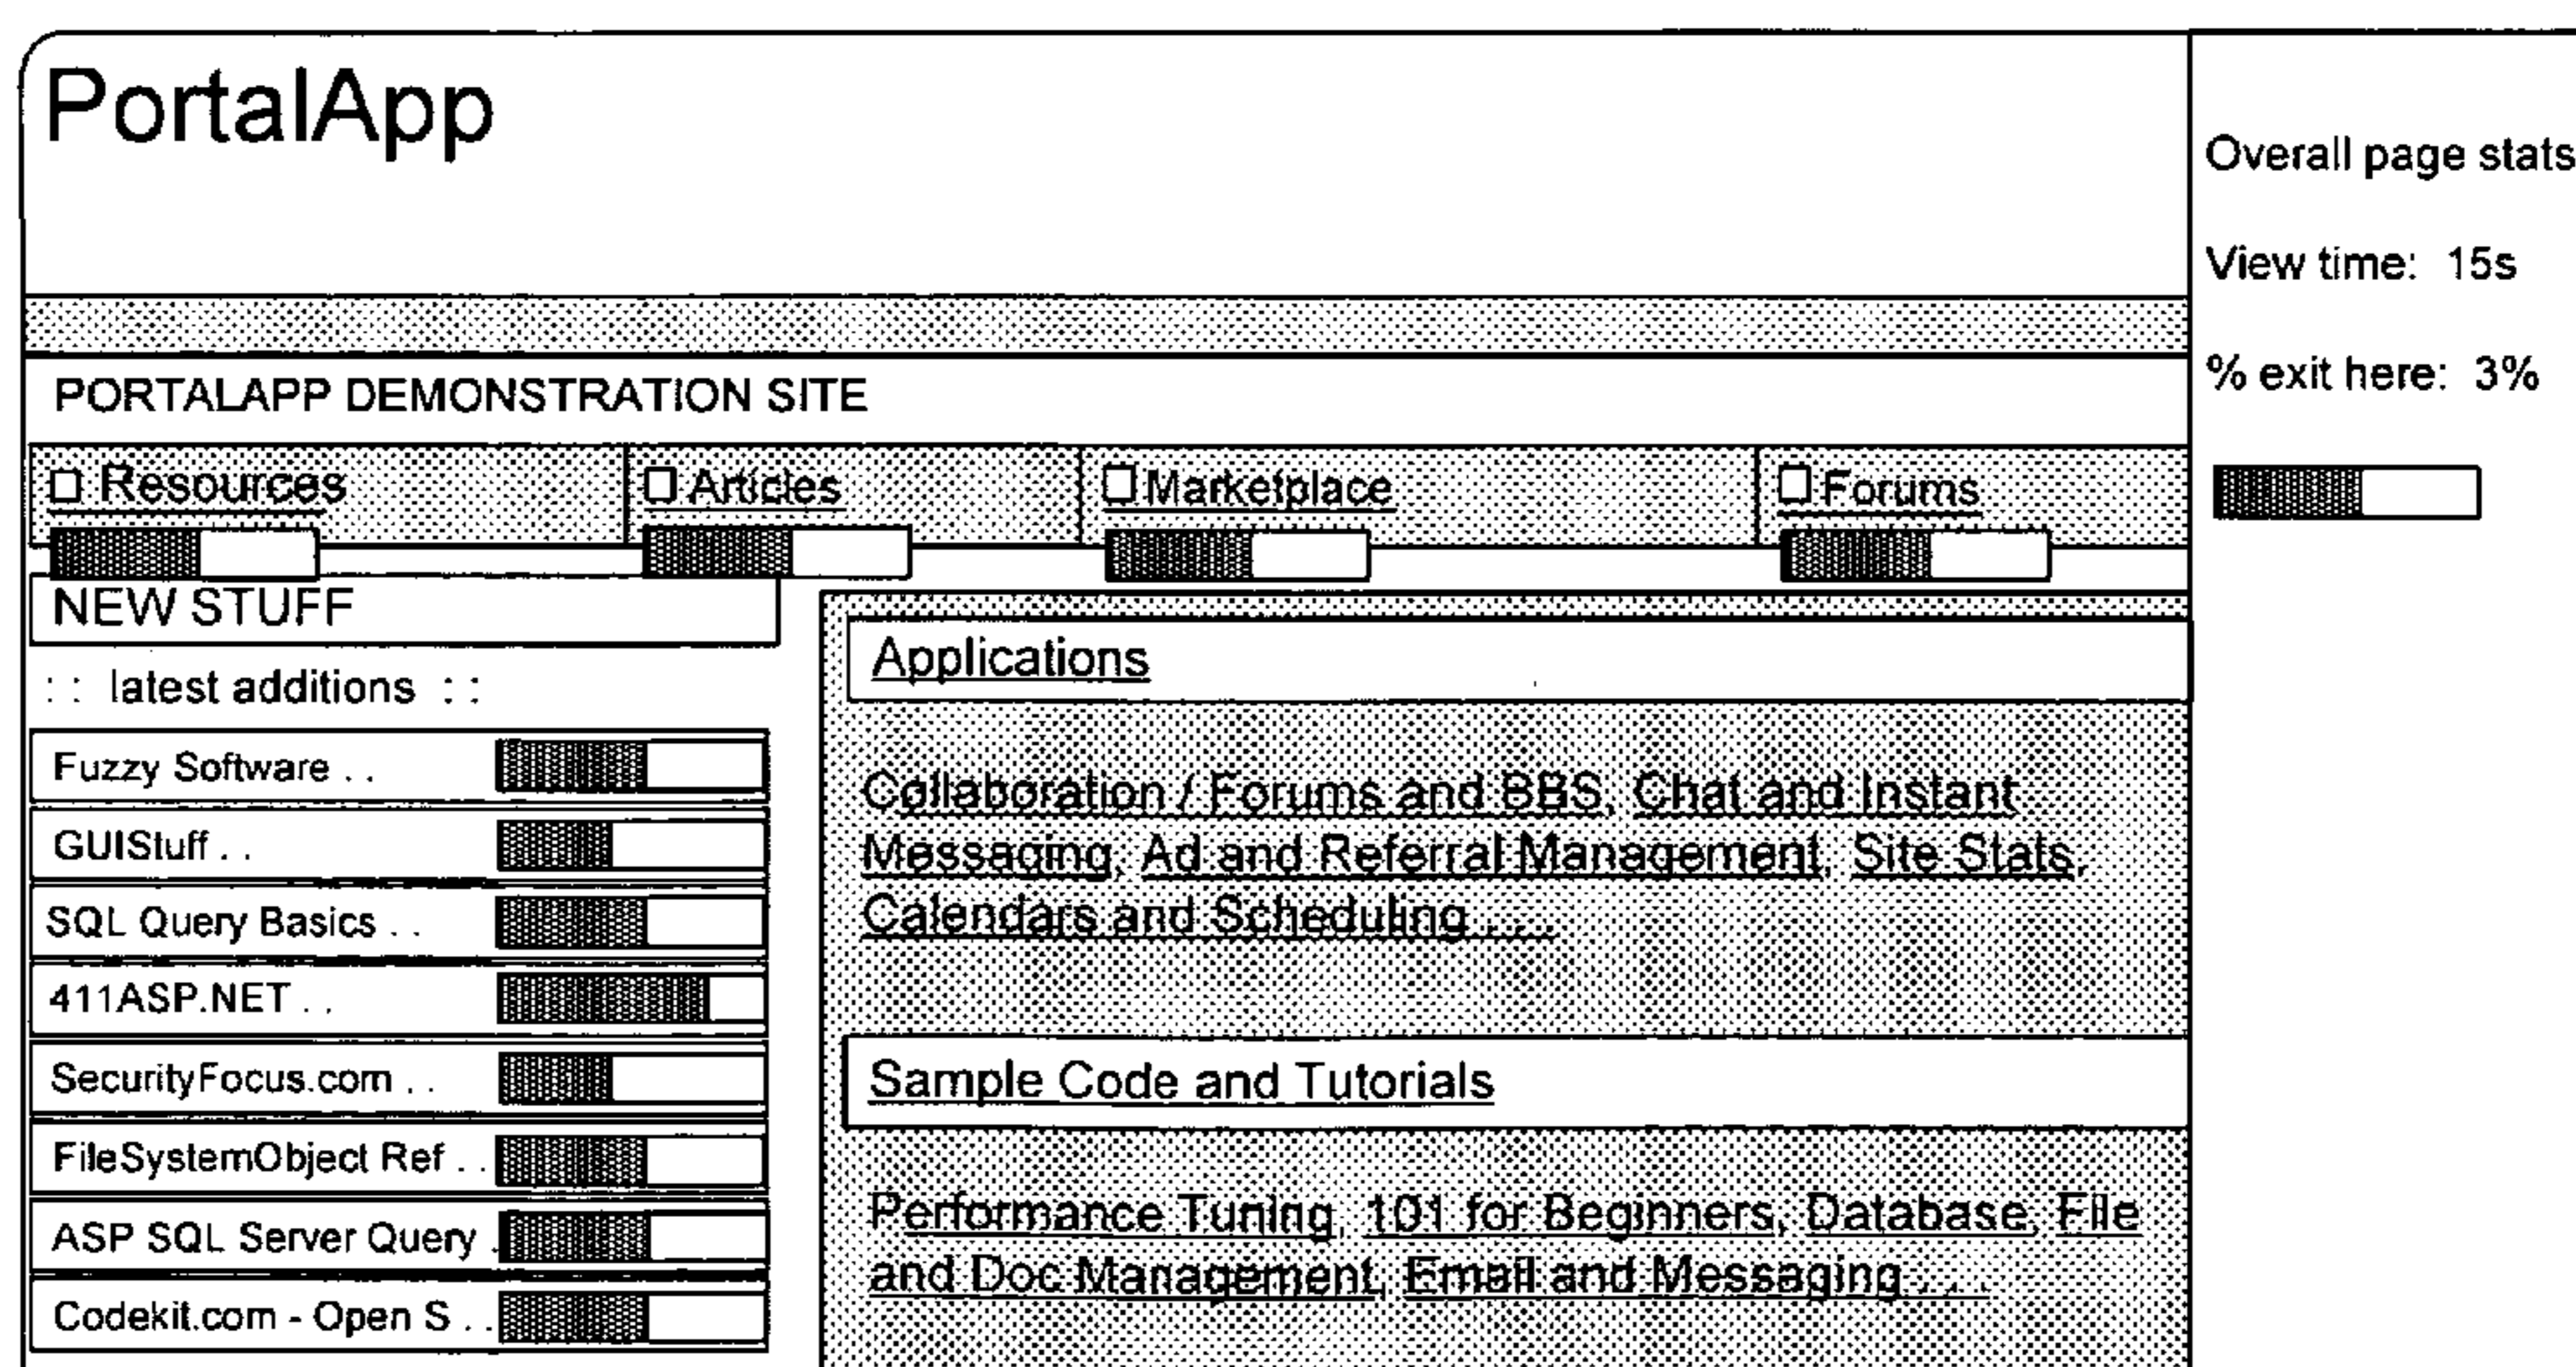 PortalApp
Overall page stats
View time: 15s
% exit here: 3%
PORTALAPP DEMONSTRATION SITE
Resources
Articles
Marketplace
Forums
NEW STUFF
: : latest additions : :
Fuzzy Software . .
GUIStuff . .
SQL Query Basics . .
411ASP.NET . .
SecurityFocus.com . .
FileSystemObject Ref . .
ASP SQL Server Query .
Codekit.com - Open S . .
Applications
Collaboration / Forums and BBS, Chat and Instant
Messaging, Ad and Referral Management, Site Stats,
Calendars and Scheduling . . .
Sample Code and Tutorials
Performance Tuning, 101 for Beginners, Database, File
and Doc Management, Email and Messaging . . .